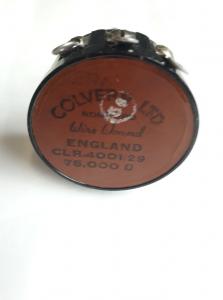 COLVERN LTD
Wire Wound
ENGLAND
CLR.4001/29
75.000 Ω